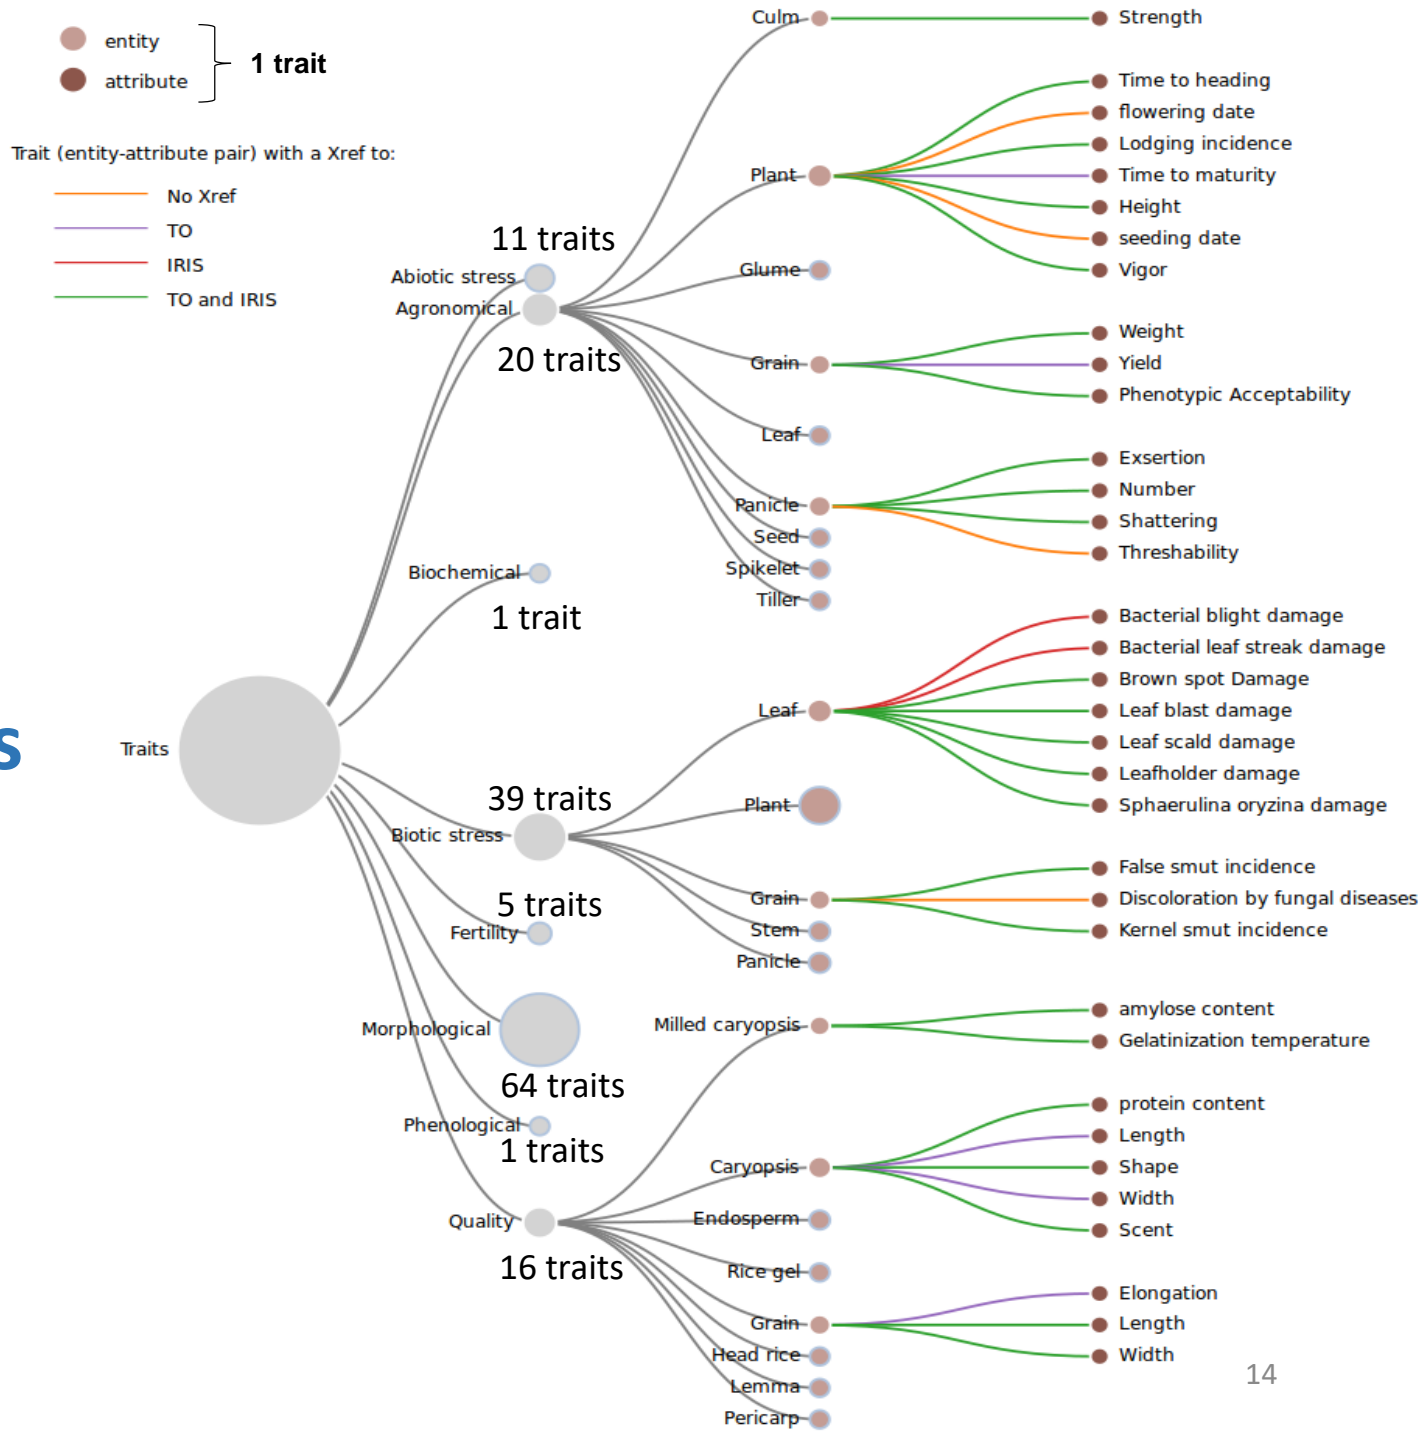 entity
attribute
1 trait
Trait (entity-attribute pair) with a Xref to:
No Xref
TO
IRIS
TO and IRIS
Traits
Abiotic stress
11 traits
Agronomical
20 traits
Biochemical
1 trait
Biotic stress
39 traits
Fertility
5 traits
Morphological
64 traits
Phenological
1 traits
Quality
16 traits
Culm
Strength
Plant
Time to heading
flowering date
Lodging incidence
Time to maturity
Height
seeding date
Vigor
Glume
Grain
Weight
Yield
Phenotypic Acceptability
Leaf
Panicle
Exsertion
Number
Shattering
Threshability
Seed
Spikelet
Tiller
Leaf
Bacterial blight damage
Bacterial leaf streak damage
Brown spot Damage
Leaf blast damage
Leaf scald damage
Leafholder damage
Sphaerulina oryzina damage
Plant
Grain
False smut incidence
Discoloration by fungal diseases
Kernel smut incidence
Stem
Panicle
Milled caryopsis
amylose content
Gelatinization temperature
Caryopsis
protein content
Length
Shape
Width
Scent
Endosperm
Rice gel
Grain
Elongation
Length
Width
Head rice
Lemma
Pericarp
s
14